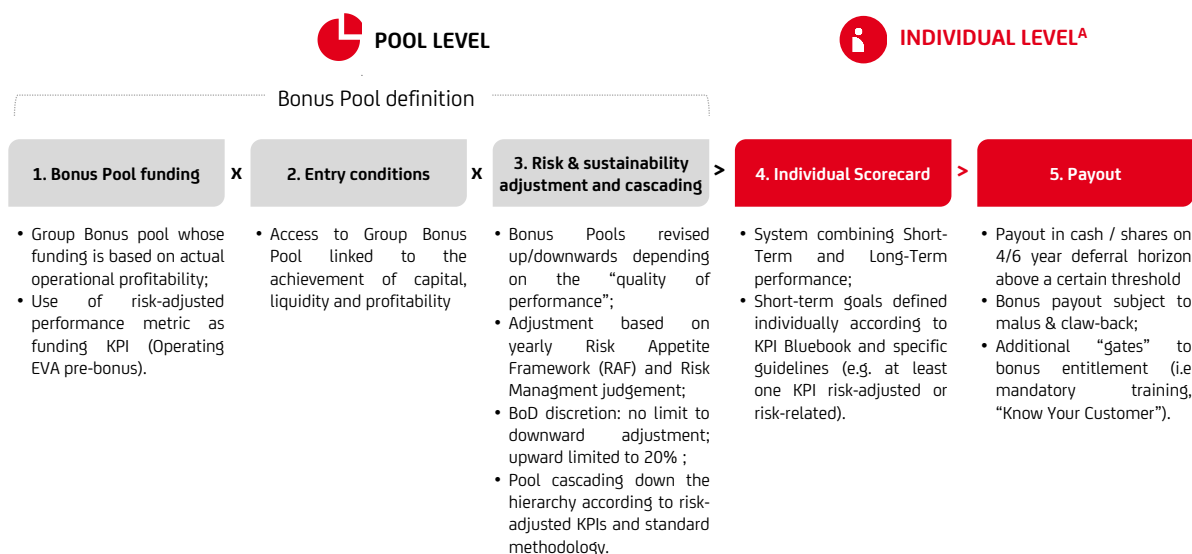 POOL LEVEL
INDIVIDUAL LEVELᴬ
Bonus Pool definition
1. Bonus Pool funding
x
2. Entry conditions
x
3. Risk & sustainability
adjustment and cascading
>
4. Individual Scorecard
>
5. Payout
• Group Bonus pool whose
funding is based on actual
operational profitability;
• Use of risk-adjusted
performance metric as
funding KPI (Operating
EVA pre-bonus).
• Access to Group Bonus
Pool linked to the
achievement of capital,
liquidity and profitability
• Bonus Pools revised
up/downwards depending
on the “quality of
performance”;
• Adjustment based on
yearly Risk Appetite
Framework (RAF) and Risk
Managment judgement;
• BoD discretion: no limit to
downward adjustment;
upward limited to 20% ;
• Pool cascading down the
hierarchy according to risk-
adjusted KPIs and standard
methodology.
• System combining Short-
Term and Long-Term
performance;
• Short-term goals defined
individually according to
KPI Bluebook and specific
guidelines (e.g. at least
one KPI risk-adjusted or
risk-related).
• Payout in cash / shares on
4/6 year deferral horizon
above a certain threshold
• Bonus payout subject to
malus & claw-back;
• Additional “gates” to
bonus entitlement (i.e
mandatory training,
“Know Your Customer”).